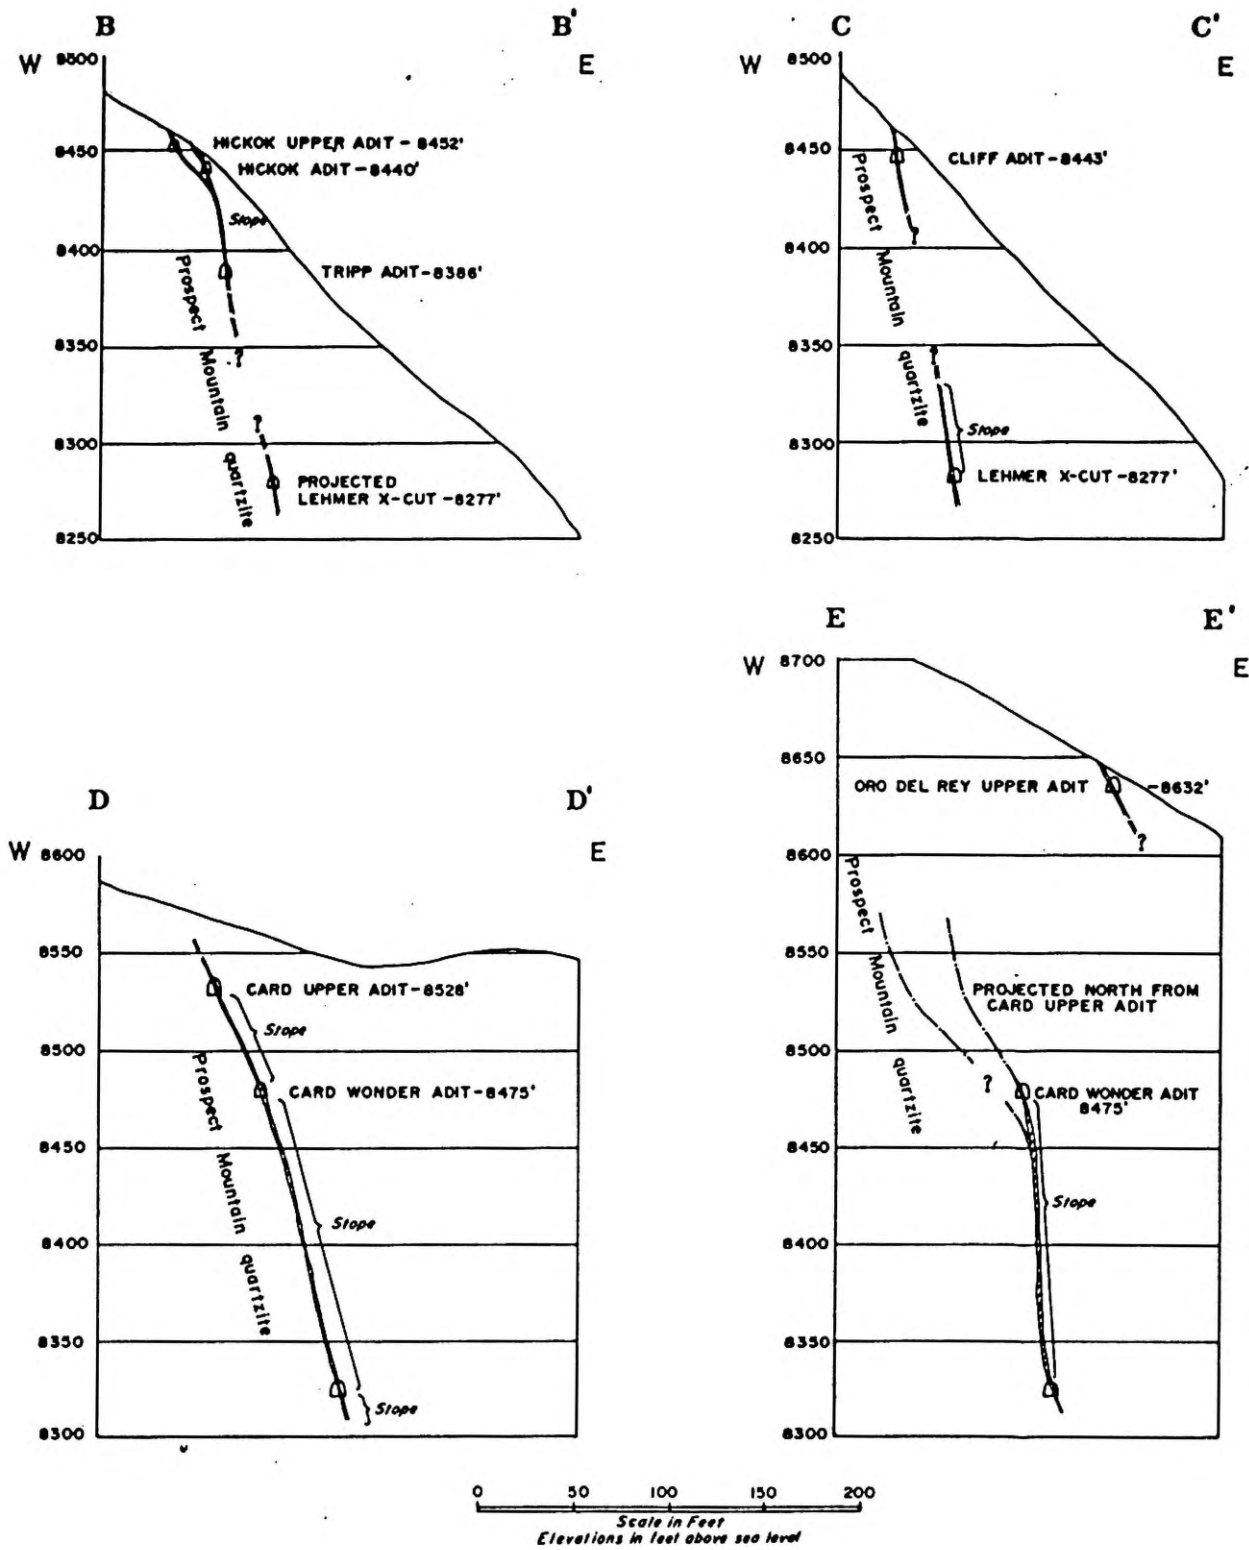 B B'
W E
8500
HICKOK UPPER ADIT - 8452'
8450
HICKOK ADIT - 8440'
Stope
8400
TRIPP ADIT - 8386'
Prospect Mountain quartzite
8350
?
?
8300
PROJECTED
LEHMER X-CUT - 8277'
8250
C C'
W E
8500
8450
CLIFF ADIT - 8443'
Prospect Mountain quartzite
?
8400
8350
?
Stope
8300
LEHMER X-CUT - 8277'
8250
D D'
W E
8600
8550
CARD UPPER ADIT - 8528'
Stope
8500
CARD WONDER ADIT - 8475'
Prospect Mountain quartzite
8450
Stope
8400
8350
Stope
8300
E E'
W E
8700
8650
ORO DEL REY UPPER ADIT - 8632'
?
8600
Prospect Mountain quartzite
8550
PROJECTED NORTH FROM
CARD UPPER ADIT
8500
?
CARD WONDER ADIT
8475'
8450
Stope
8400
8350
8300
0 50 100 150 200
Scale in Feet
Elevations in feet above sea level